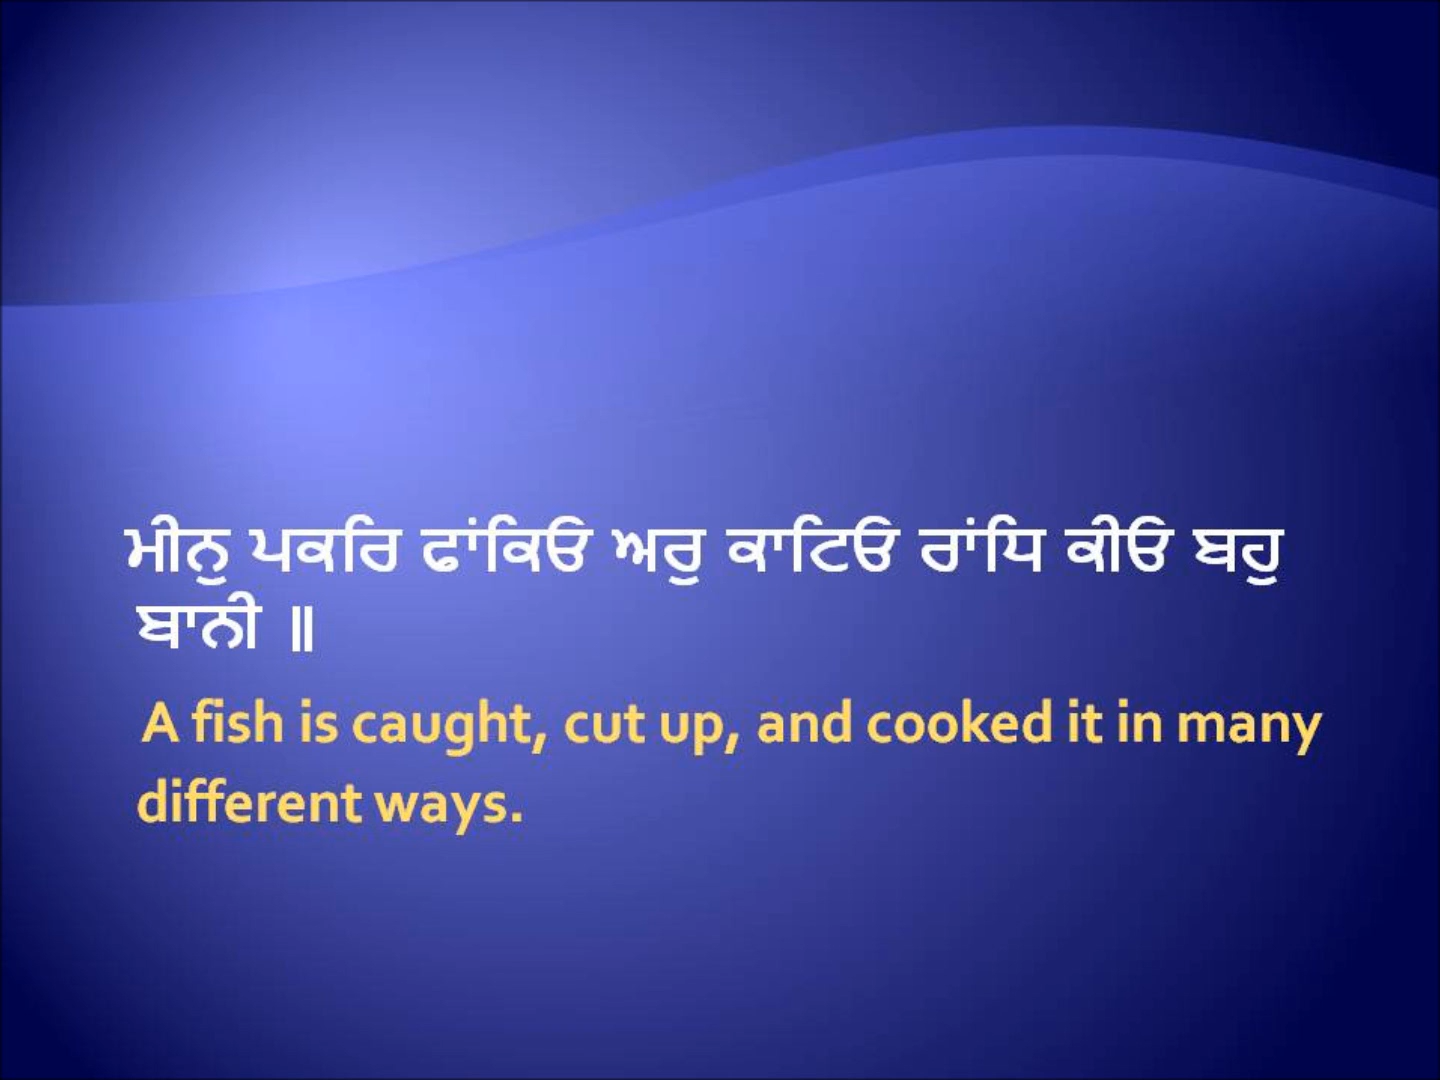 ਮੀਨੁ ਪਕਰਿ ਫਾਂਕਿਓ ਅਰੁ ਕਾਟਿਓ ਰਾਂਧਿ ਕੀਓ ਬਹੁ
ਬਾਨੀ ॥
A fish is caught, cut up, and cooked it in many
different ways.